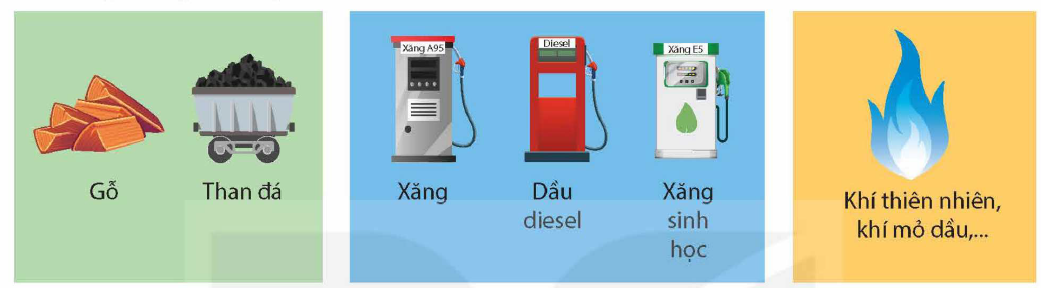 Xăng A95
Diesel
Xăng E5
Gỗ
Than đá
Xăng
Dầu
diesel
Xăng
sinh
học
Khí thiên nhiên,
khí mỏ dầu,...